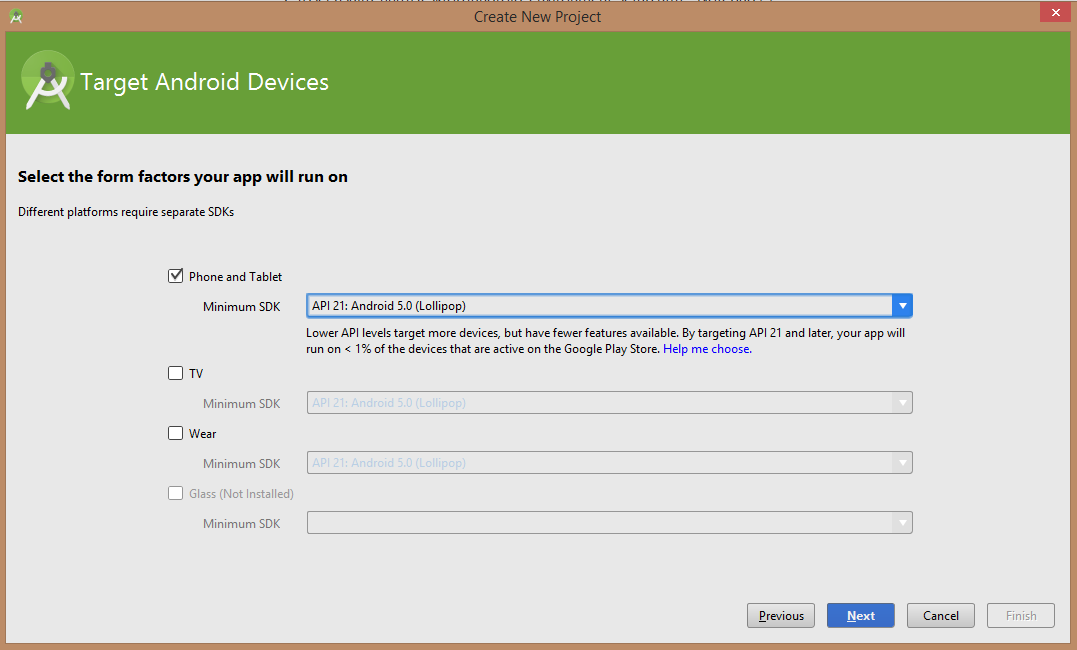 Create New Project
Target Android Devices
Select the form factors your app will run on
Different platforms require separate SDKs
Phone and Tablet
Minimum SDK
API 21: Android 5.0 (Lollipop)
Lower API levels target more devices, but have fewer features available. By targeting API 21 and later, your app will
run on < 1% of the devices that are active on the Google Play Store. Help me choose.
TV
Minimum SDK
API 21: Android 5.0 (Lollipop)
Wear
Minimum SDK
API 21: Android 5.0 (Lollipop)
Glass (Not Installed)
Minimum SDK
Previous
Next
Cancel
Finish